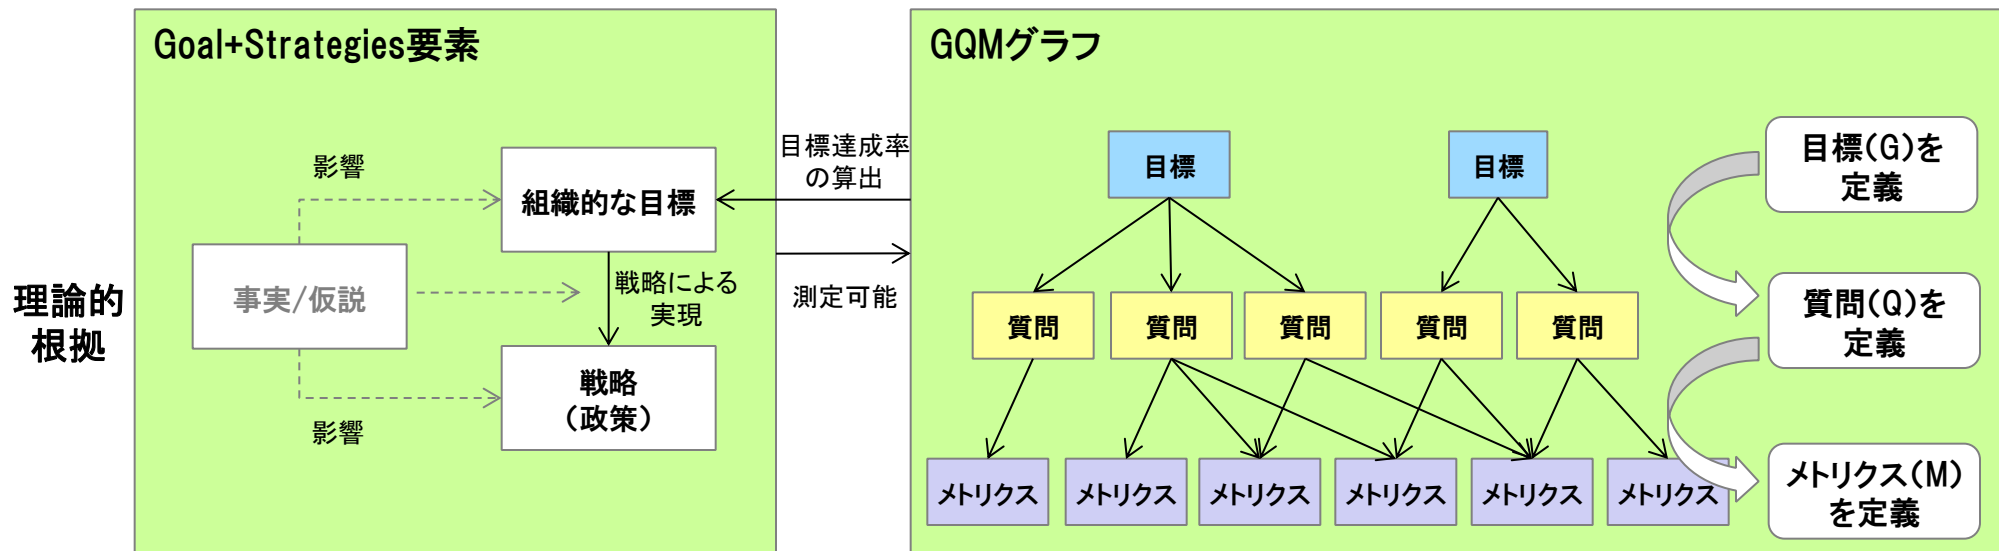 理論的
根拠
Goal+Strategies要素
影響
組織的な目標
事実/仮説
戦略による
実現
戦略
（政策）
影響
目標達成率
の算出
測定可能
GQMグラフ
目標
目標
質問
質問
質問
質問
質問
メトリクス
メトリクス
メトリクス
メトリクス
メトリクス
メトリクス
目標(G)を
定義
質問(Q)を
定義
メトリクス(M)
を定義